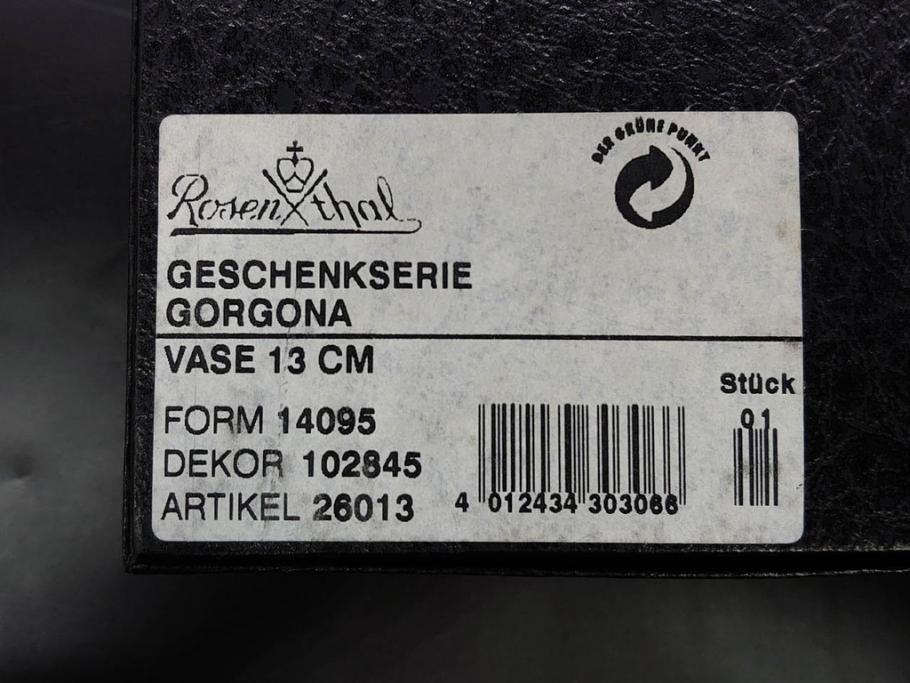 Rosenthal
DER GRÜNE PUNKT
GESCHENKSERIE
GORGONA
VASE 13 CM
Stück
01
FORM 14095
DEKOR 102845
ARTIKEL 26013
4 012434 303066